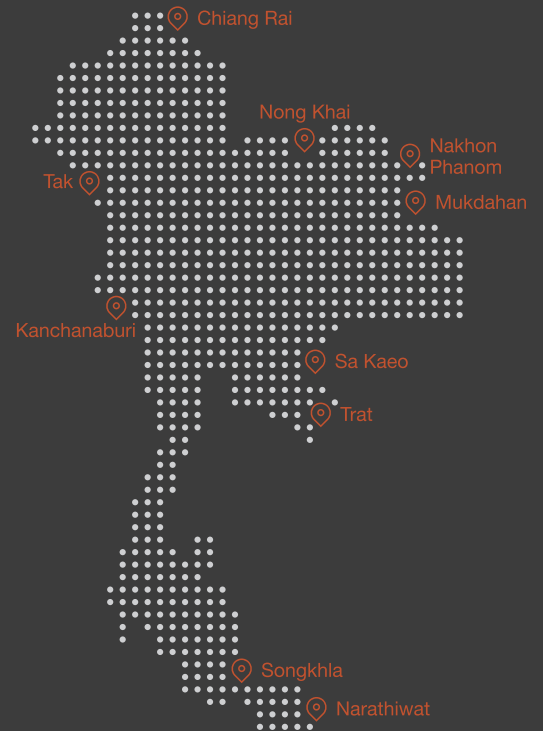 Chiang Rai
Nong Khai
Nakhon
Phanom
Tak
Mukdahan
Kanchanaburi
Sa Kaeo
Trat
Songkhla
Narathiwat